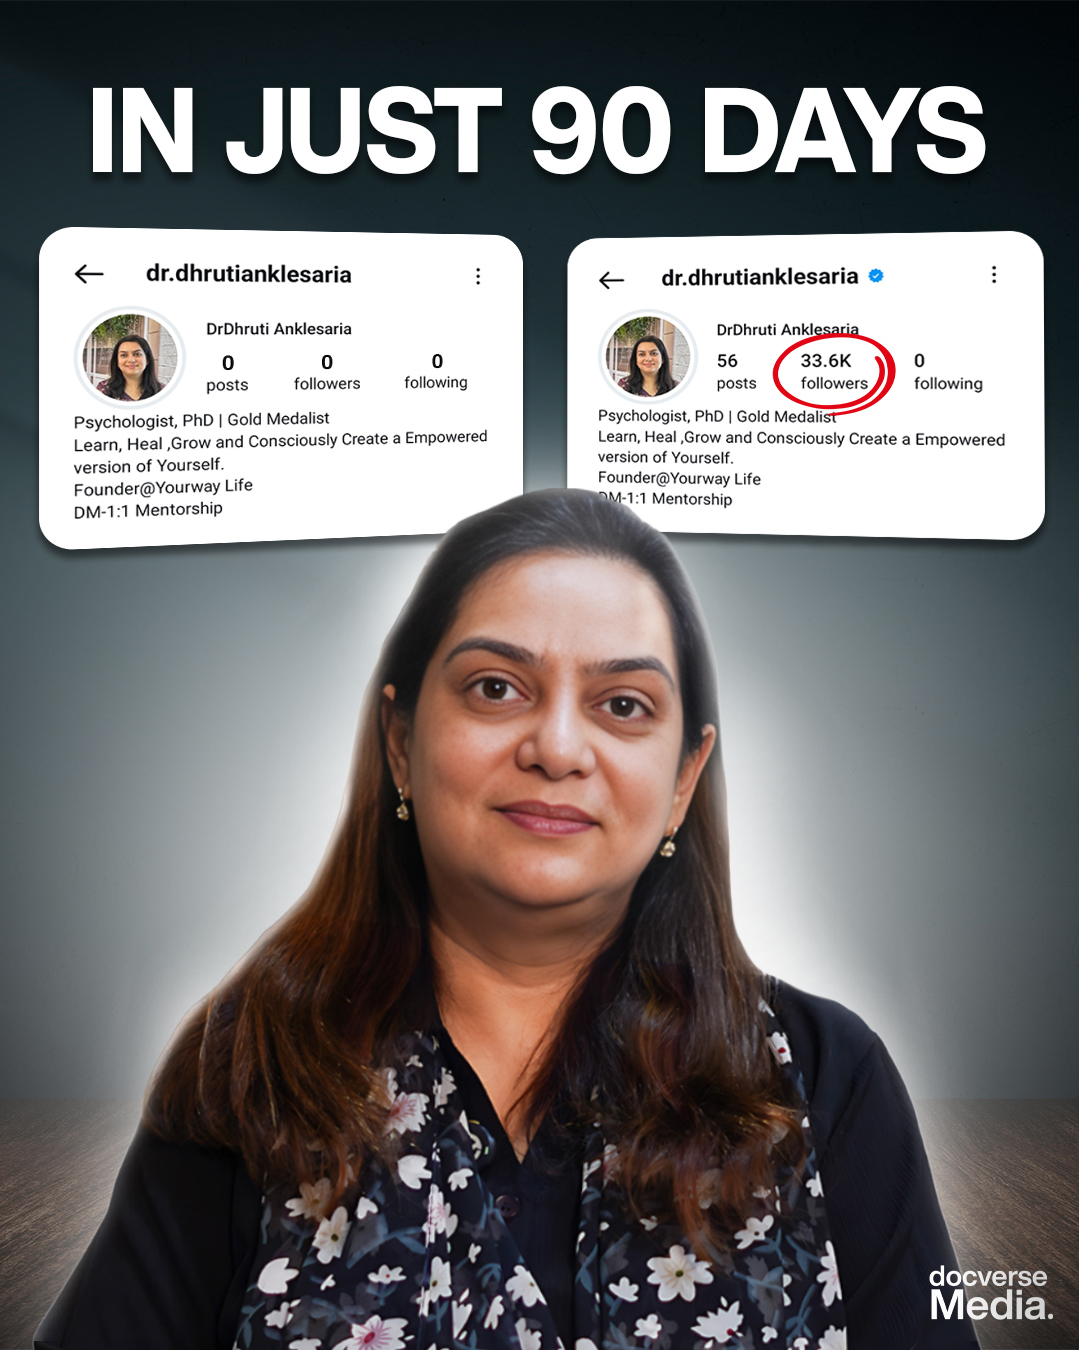 IN JUST 90 DAYS
dr.dhrutianklesaria
DrDhruti Anklesaria
0 0 0
posts followers following
Psychologist, PhD | Gold Medalist
Learn, Heal ,Grow and Consciously Create a Empowered
version of Yourself.
Founder@Yourway Life
DM-1:1 Mentorship
dr.dhrutianklesaria
DrDhruti Anklesaria
56 33.6K 0
posts followers following
Psychologist, PhD | Gold Medalist
Learn, Heal ,Grow and Consciously Create a Empowered
version of Yourself.
Founder@Yourway Life
DM-1:1 Mentorship
docverse
Media.